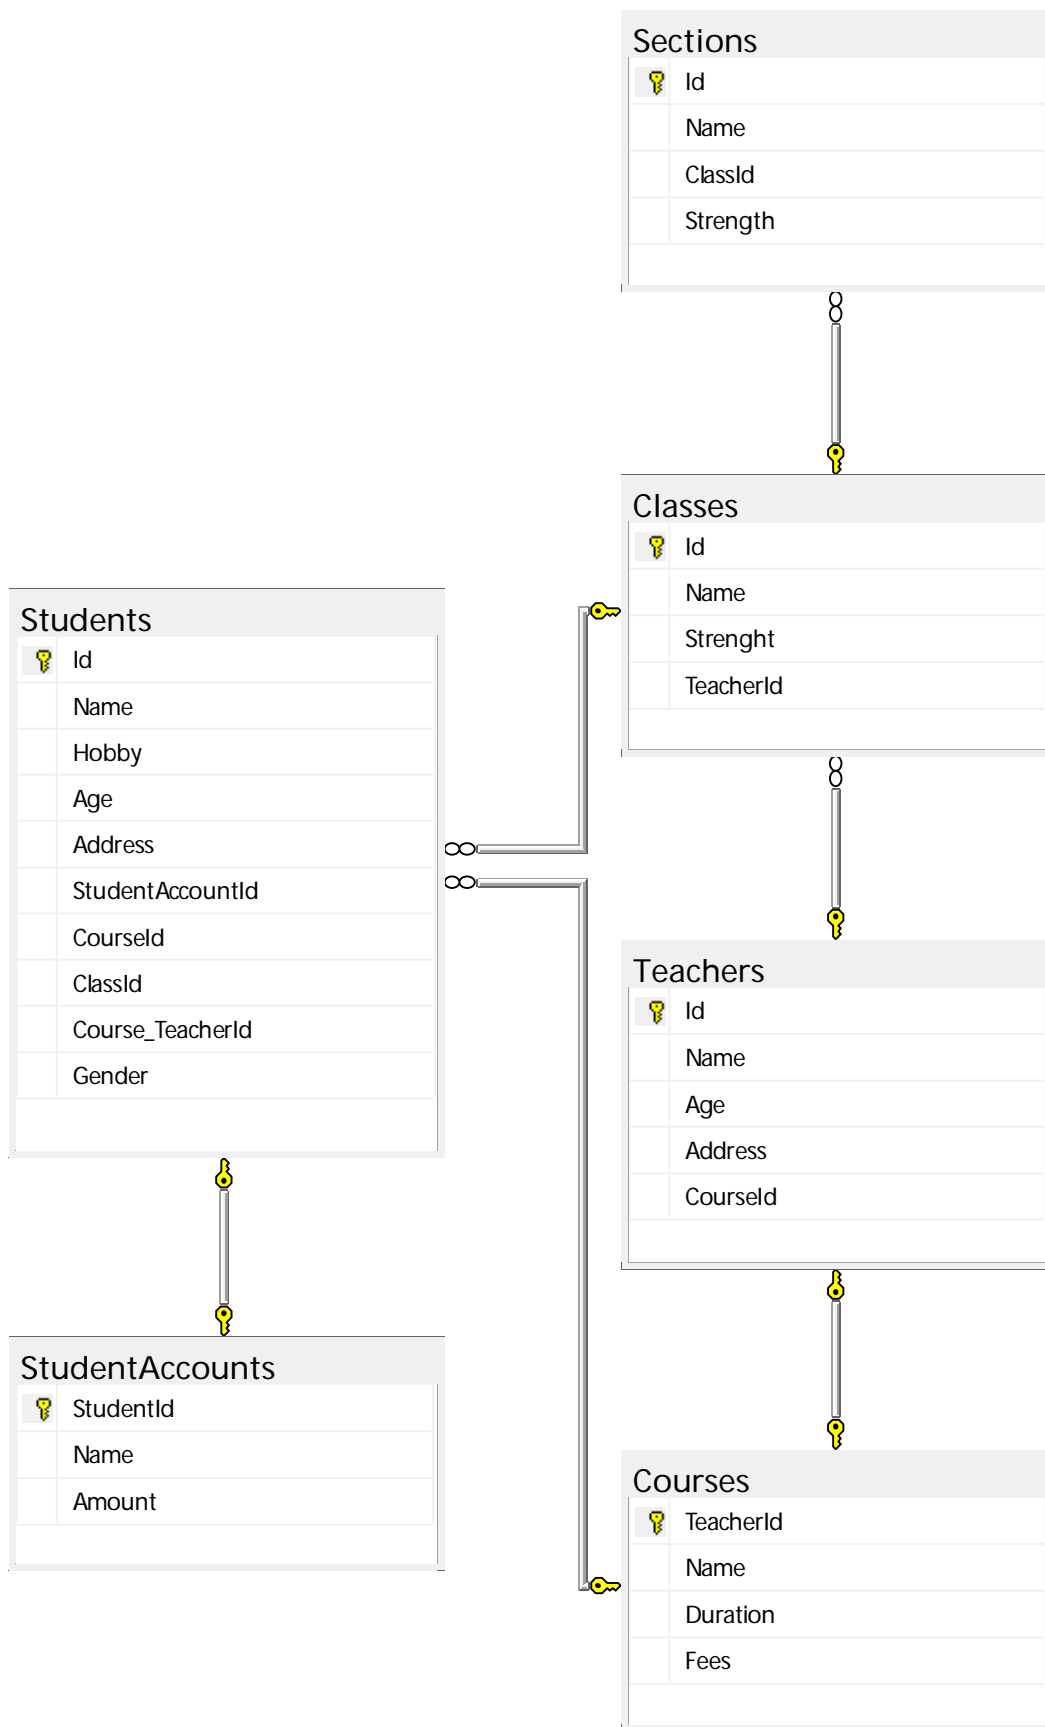 Sections
Id
Name
ClassId
Strength
Classes
Id
Name
Strenght
TeacherId
Students
Id
Name
Hobby
Age
Address
StudentAccountId
CourseId
ClassId
Course_TeacherId
Gender
Teachers
Id
Name
Age
Address
CourseId
StudentAccounts
StudentId
Name
Amount
Courses
TeacherId
Name
Duration
Fees